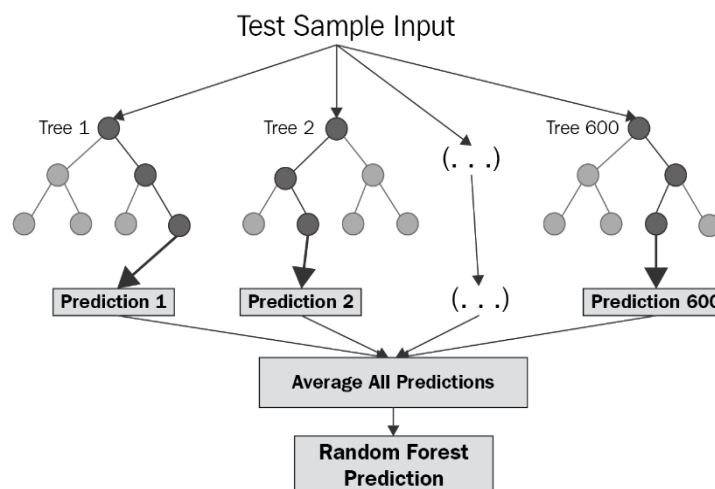 Test Sample Input
Tree 1
Tree 2
Tree 600
(. . .)
Prediction 1
Prediction 2
(. . .)
Prediction 600
Average All Predictions
Random Forest
Prediction